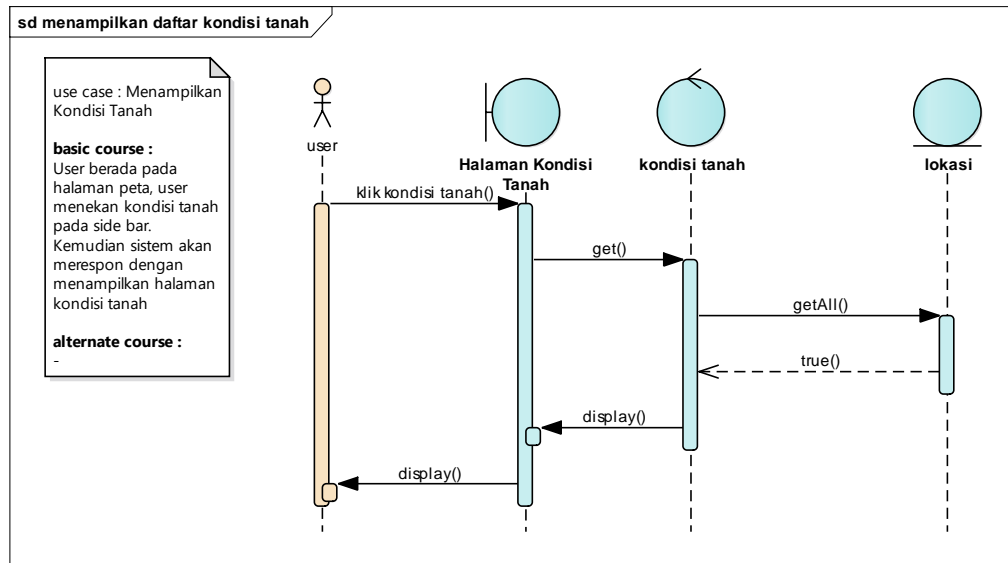 sd menampilkan daftar kondisi tanah
use case : Menampilkan
Kondisi Tanah
basic course :
User berada pada
halaman peta, user
menekan kondisi tanah
pada side bar.
Kemudian sistem akan
merespon dengan
menampilkan halaman
kondisi tanah
alternate course :
-
user
Halaman Kondisi
Tanah
kondisi tanah
lokasi
klik kondisi tanah()
get()
getAll()
true()
display()
display()